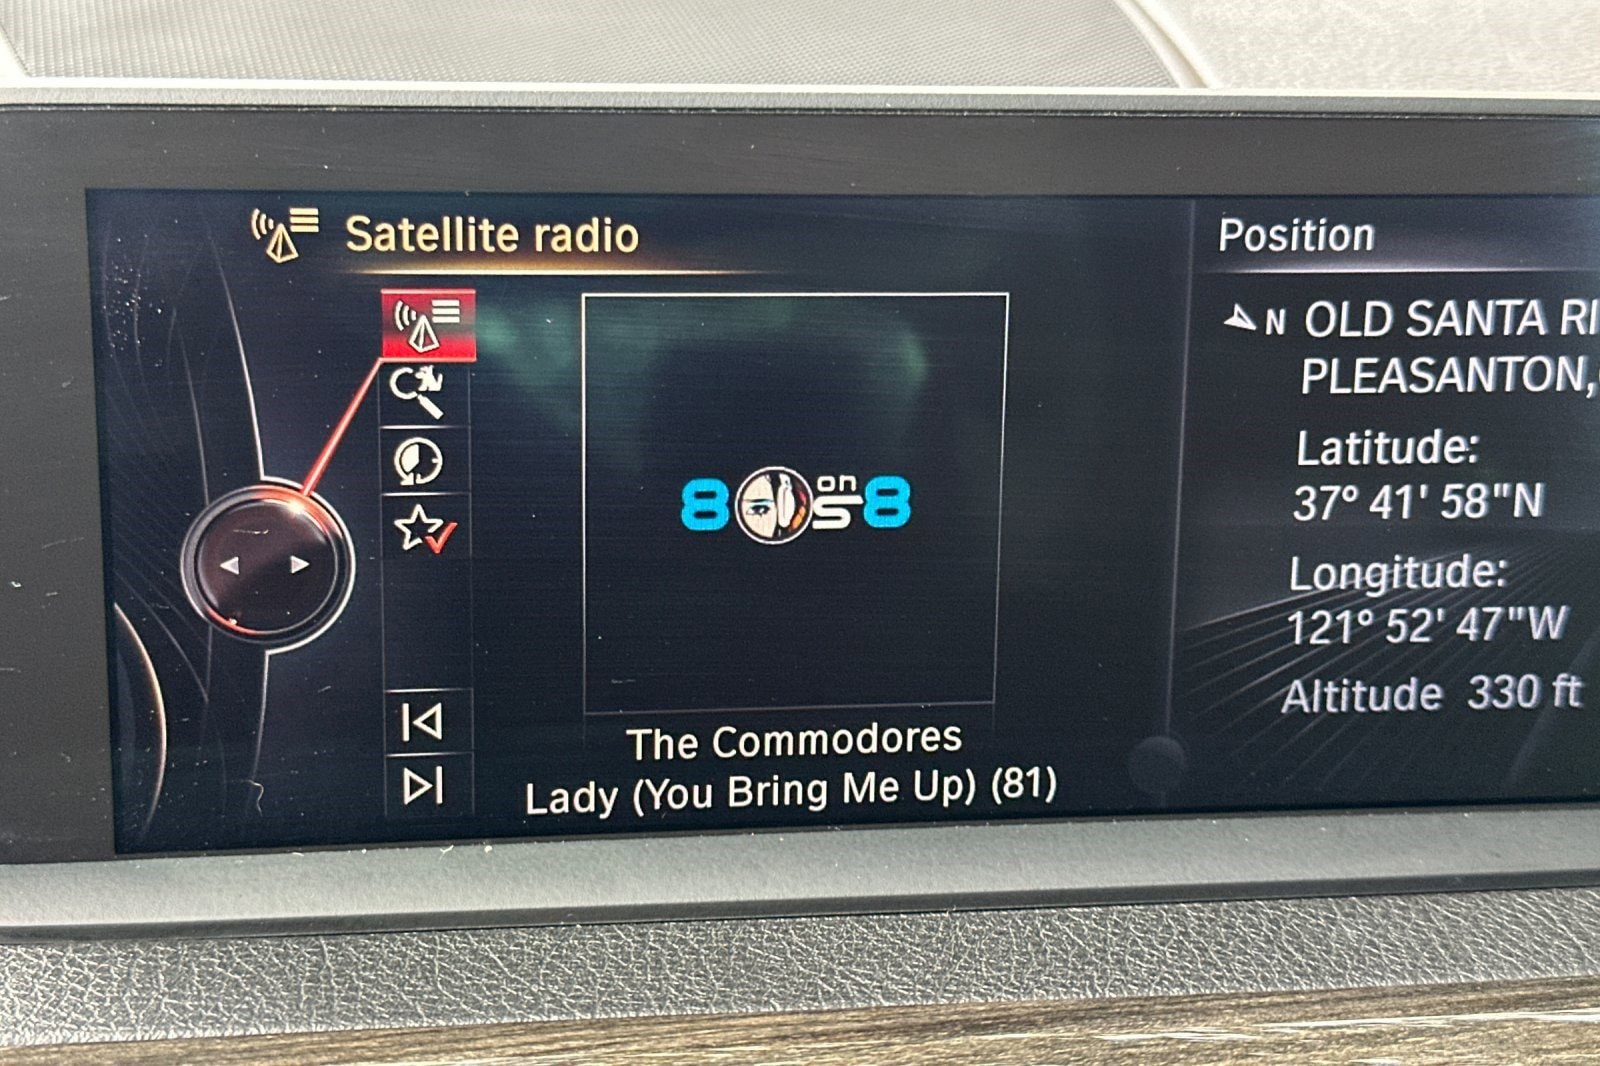 Satellite radio
80s on 8
The Commodores
Lady (You Bring Me Up) (81)
Position
N OLD SANTA RI
PLEASANTON,
Latitude:
37° 41' 58"N
Longitude:
121° 52' 47"W
Altitude 330 ft